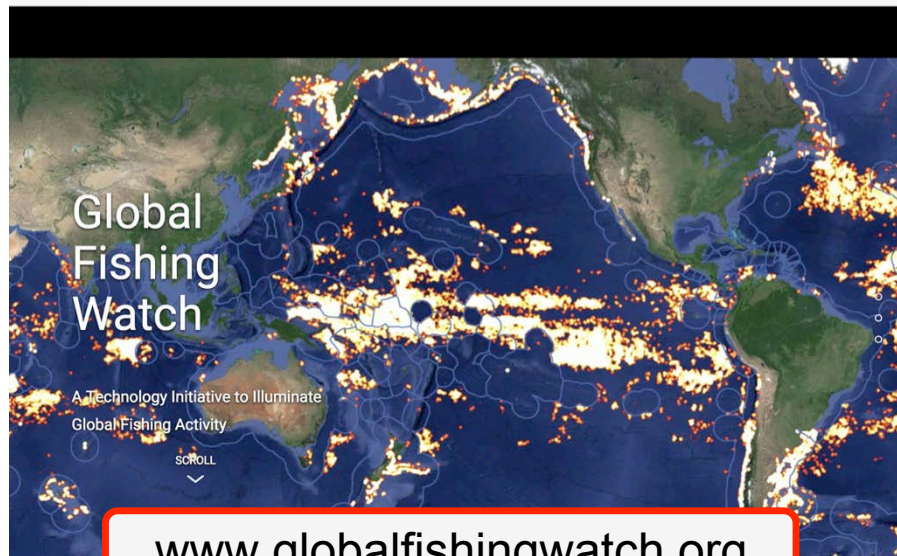 Global
Fishing
Watch
A Technology Initiative to Illuminate
Global Fishing Activity
SCROLL
www.globalfishingwatch.org